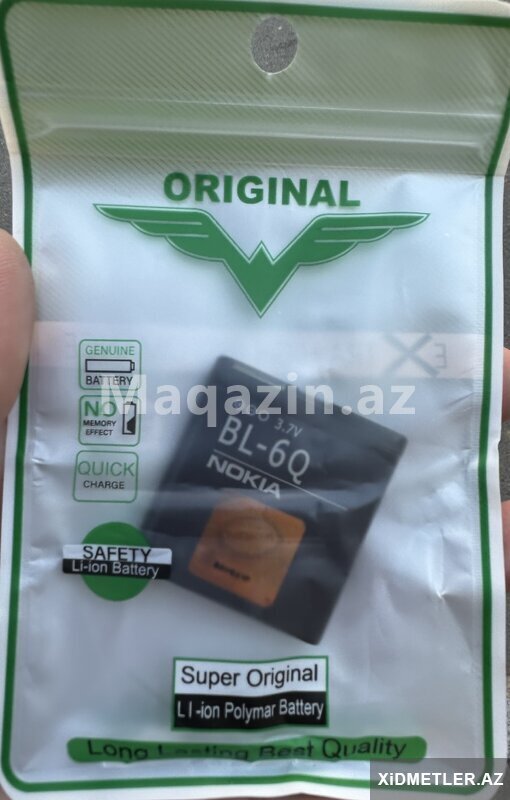 ORIGINAL
GENUINE
BATTERY
Maqazin.az
NO
MEMORY
EFFECT
3.7V
BL-6Q
NOKIA
QUICK
CHARGE
SAFETY
Li-ion Battery
Super Original
LI-ion Polymar Battery
Long Lasting Best Quality
XiDMETLER.AZ